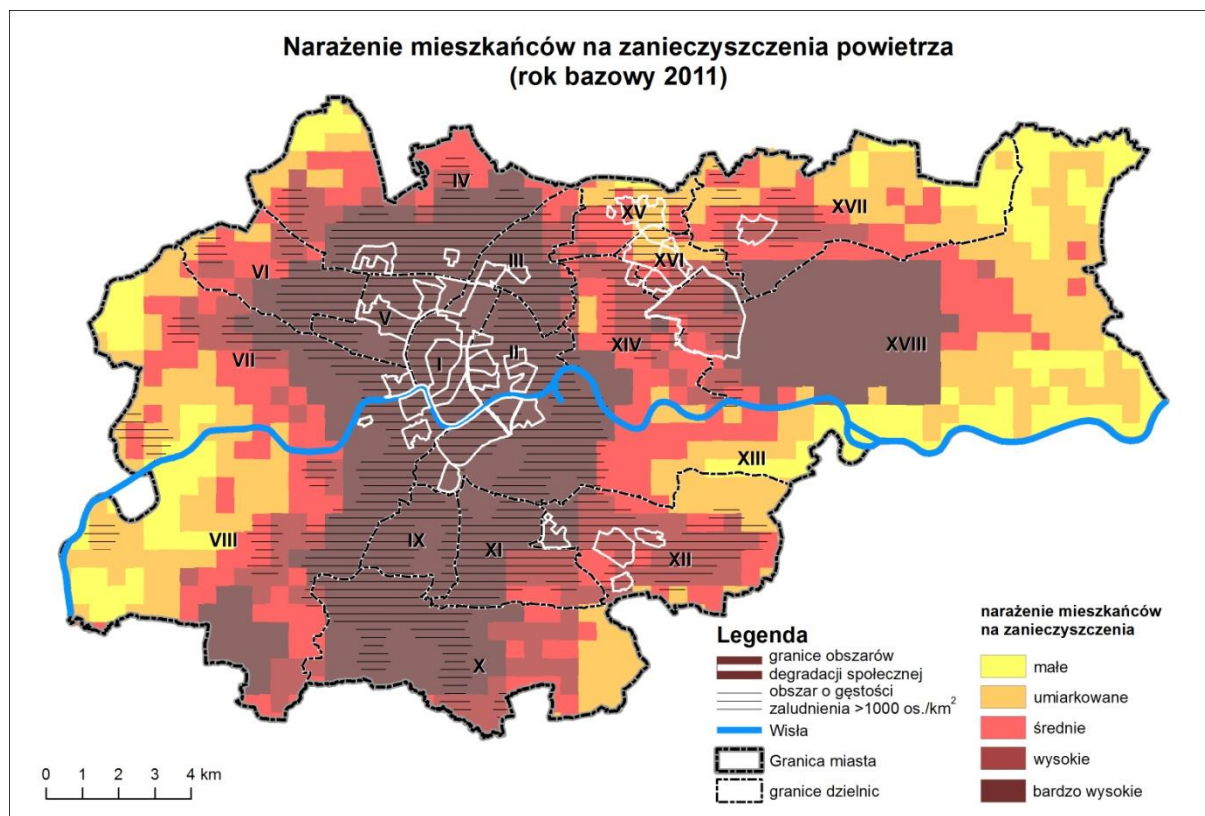 Narażenie mieszkańców na zanieczyszczenia powietrza
(rok bazowy 2011)
IV
XV
XVII
XVI
III
VI
V
VII
I
II
XIV
XVIII
XIII
VIII
IX
XI
XII
X
Legenda
granice obszarów
degradacji społecznej
obszar o gęstości
zaludnienia >1000 os./km²
Wisła
Granica miasta
granice dzielnic
narażenie mieszkańców
na zanieczyszczenia
małe
umiarkowane
średnie
wysokie
bardzo wysokie
0 1 2 3 4 km